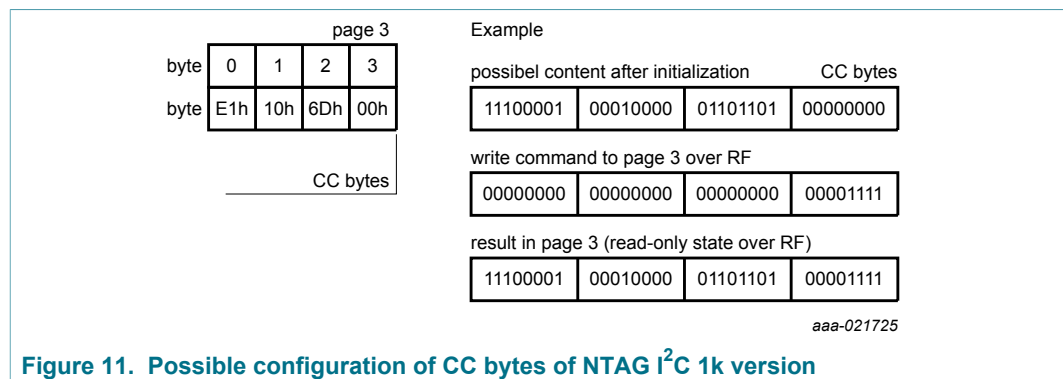 page 3
byte 0 1 2 3
byte E1h 10h 6Dh 00h
CC bytes
Example
possibel content after initialization CC bytes
11100001 00010000 01101101 00000000
write command to page 3 over RF
00000000 00000000 00000000 00001111
result in page 3 (read-only state over RF)
11100001 00010000 01101101 00001111
aaa-021725
Figure 11. Possible configuration of CC bytes of NTAG I²C 1k version